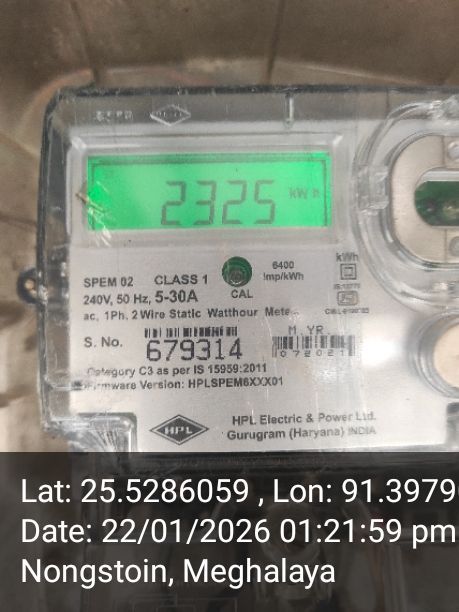 HPL
2325 kWh
6400
imp/kWh
kWh
SPEM 02 CLASS 1
CAL
240V, 50 Hz, 5-30A
ac, 1Ph, 2 Wire Static Watthour Mete
M.YR
S. No. 679314
072021
Category C3 as per IS 15959:2011
Firmware Version: HPLSPEM6XXX01
HPL
HPL Electric & Power Ltd.
Gurugram (Haryana) INDIA
Lat: 25.5286059 , Lon: 91.3979
Date: 22/01/2026 01:21:59 pm
Nongstoin, Meghalaya